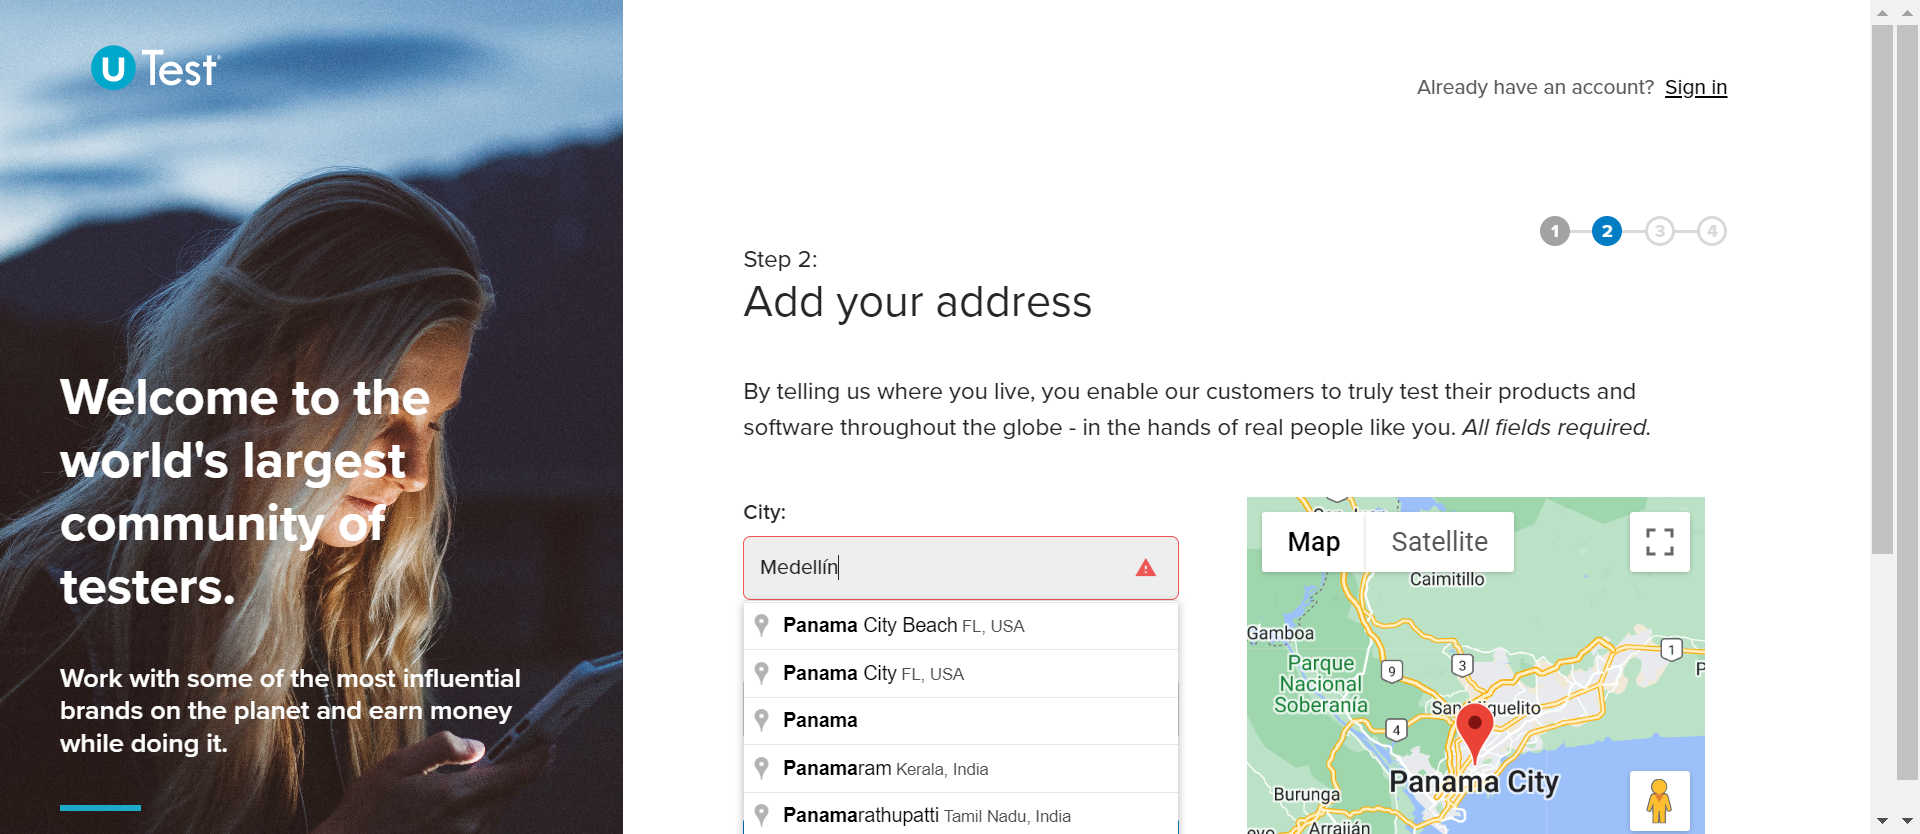 u Test
Already have an account? Sign in
1 2 3 4
Step 2:
Add your address
Welcome to the
world's largest
community of
testers.
Work with some of the most influential
brands on the planet and earn money
while doing it.
By telling us where you live, you enable our customers to truly test their products and
software throughout the globe - in the hands of real people like you. All fields required.
City:
Medellín
Panama City Beach FL, USA
Panama City FL, USA
Panama
Panamaram Kerala, India
Panamarathupatti Tamil Nadu, India
Map Satellite
Caimitillo
Gamboa
1
Parque
Nacional
Soberanía
9
3
San Miguelito
4
Panama City
Burunga
Arraiján